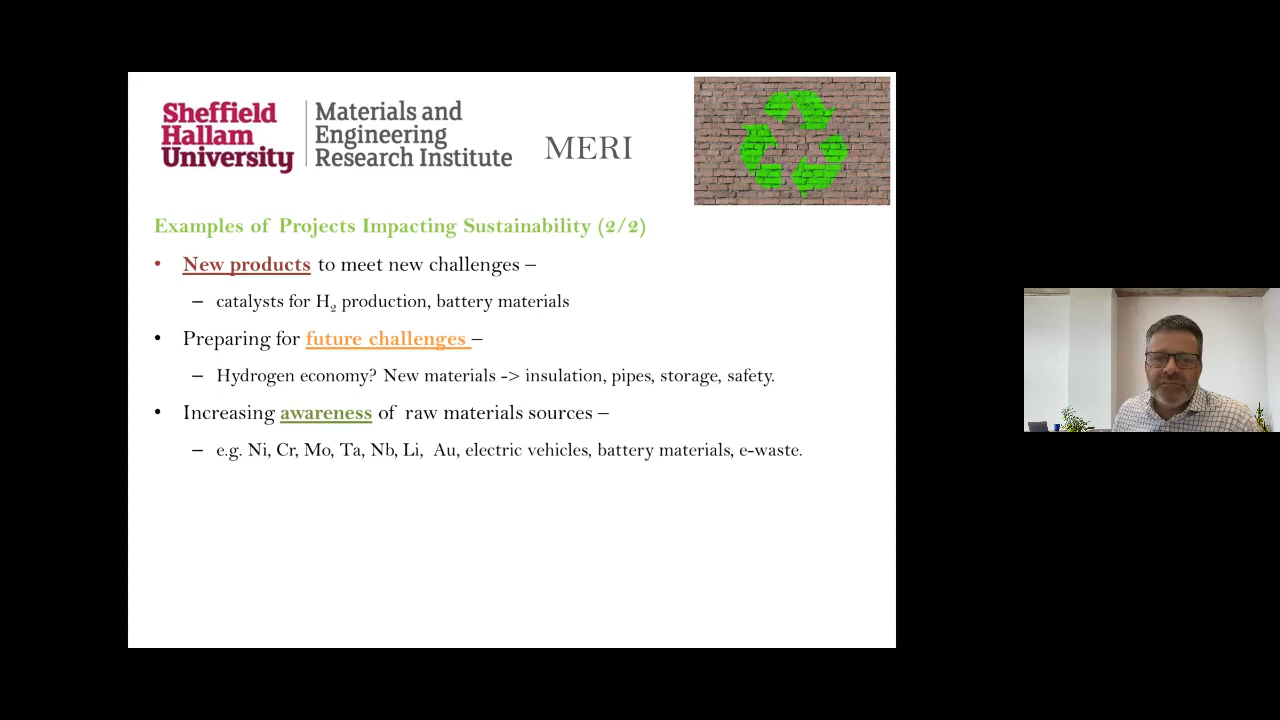 Sheffield
Hallam
University
Materials and
Engineering
Research Institute
MERI
Examples of Projects Impacting Sustainability (2/2)
• New products to meet new challenges –
– catalysts for H₂ production, battery materials
• Preparing for future challenges –
– Hydrogen economy? New materials -> insulation, pipes, storage, safety.
• Increasing awareness of raw materials sources –
– e.g. Ni, Cr, Mo, Ta, Nb, Li, Au, electric vehicles, battery materials, e-waste.